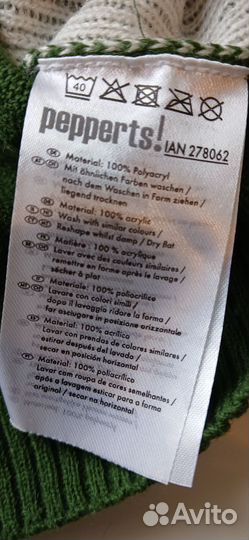 40
pepperts! IAN 278062
Material: 100% Polyacryl
Mit ähnlichen Farben waschen /
nach dem Waschen in Form ziehen /
liegend trocknen
Material: 100% acrylic
Wash with similar colours /
Reshape while damp / Dry flat
Matière : 100 % acrylique
Laver avec des couleurs similaires /
remettre en forme après le lavage /
sécher à plat
Materiale: 100% poliacrilico
Lavare con colori simili /
dopo il lavaggio ridare la forma /
far asciugare in posizione orizzontale
Material: 100% acrílica
Lavar con prendas de colores similares /
estirar después del lavado /
secar en posición horizontal
Material: 100% poliacrílico
Lavar com roupa de cores semelhantes /
após a lavagem esticar para a forma
original / secar na horizontal
Avito